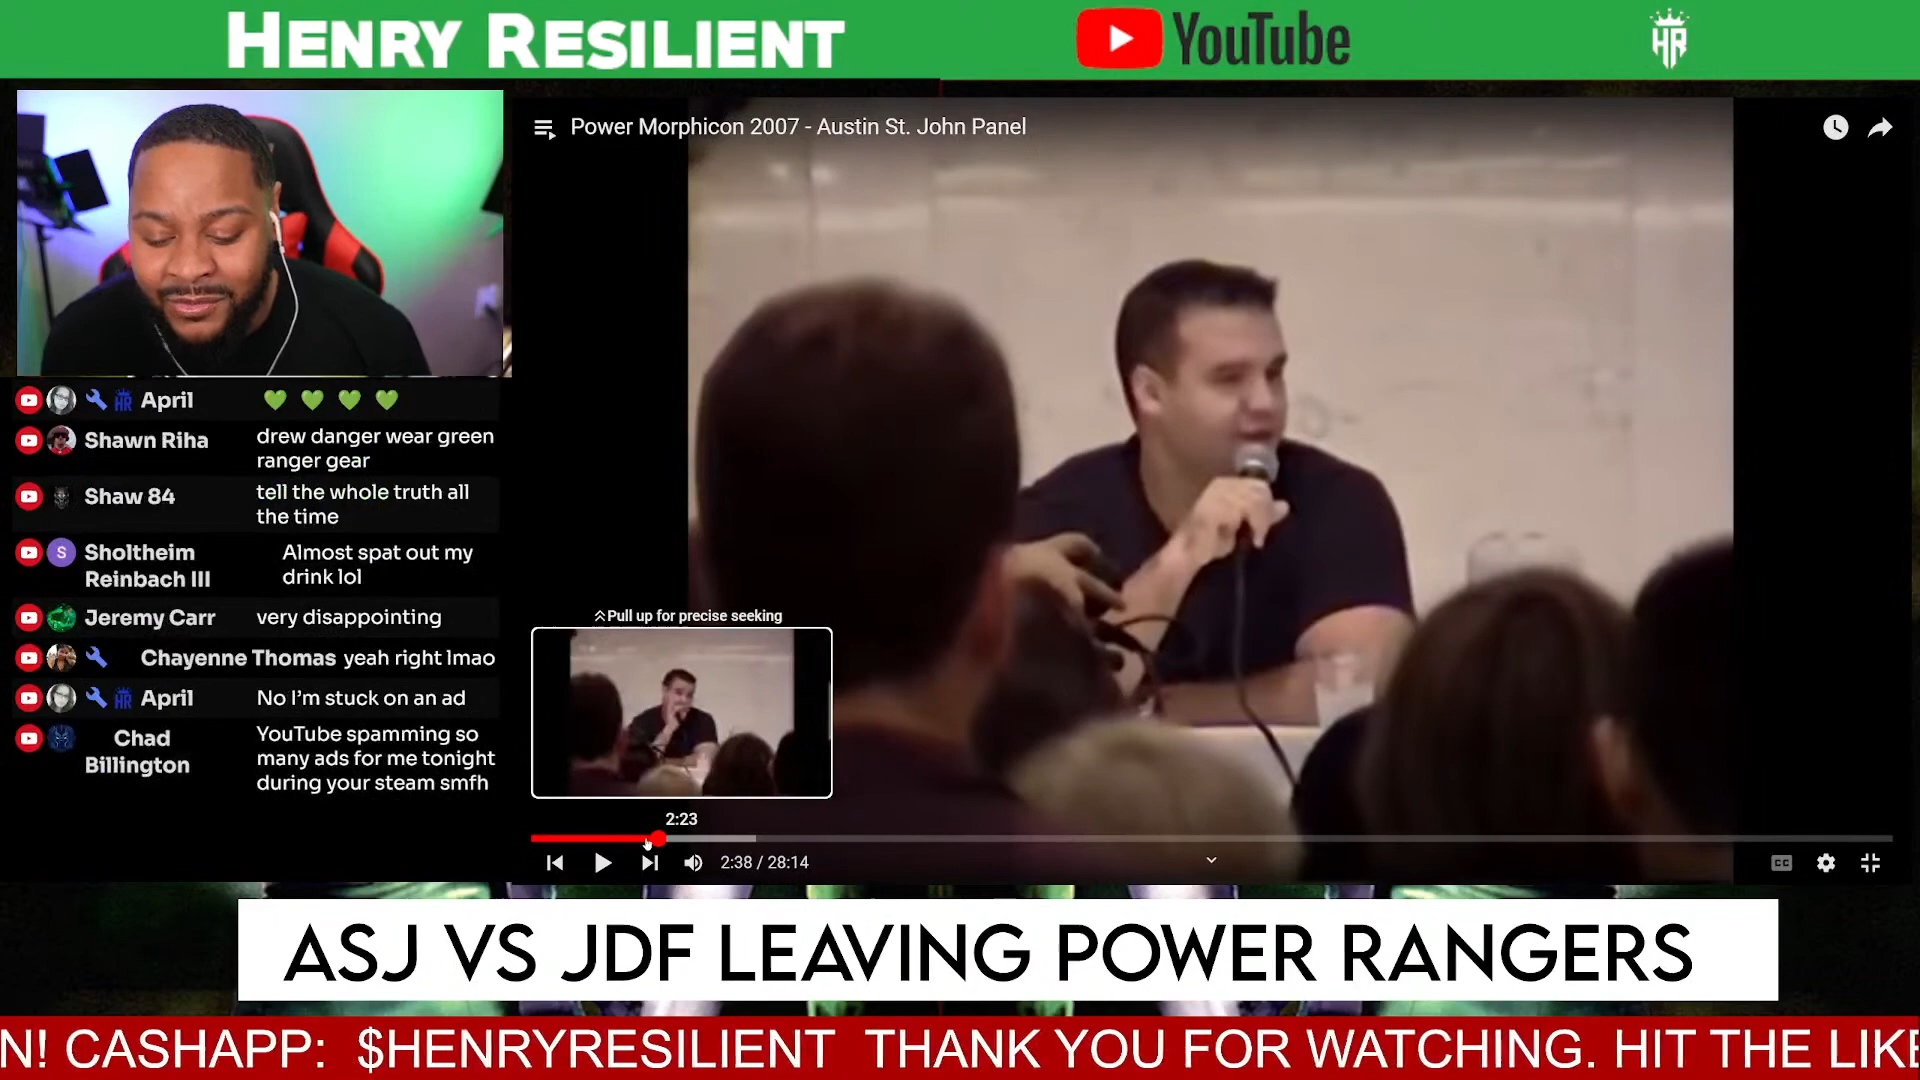 HENRY RESILIENT
YouTube
HR
Power Morphicon 2007 - Austin St. John Panel
HR April 💚 💚 💚 💚
Shawn Riha drew danger wear green
ranger gear
Shaw 84 tell the whole truth all
the time
S Sholtheim Almost spat out my
Reinbach III drink lol
Jeremy Carr very disappointing
Chayenne Thomas yeah right lmao
HR April No I'm stuck on an ad
Chad YouTube spamming so
Billington many ads for me tonight
during your steam smfh
Pull up for precise seeking
2:23
2:38 / 28:14
CC
ASJ VS JDF LEAVING POWER RANGERS
N! CASHAPP: $HENRYRESILIENT THANK YOU FOR WATCHING. HIT THE LIKE